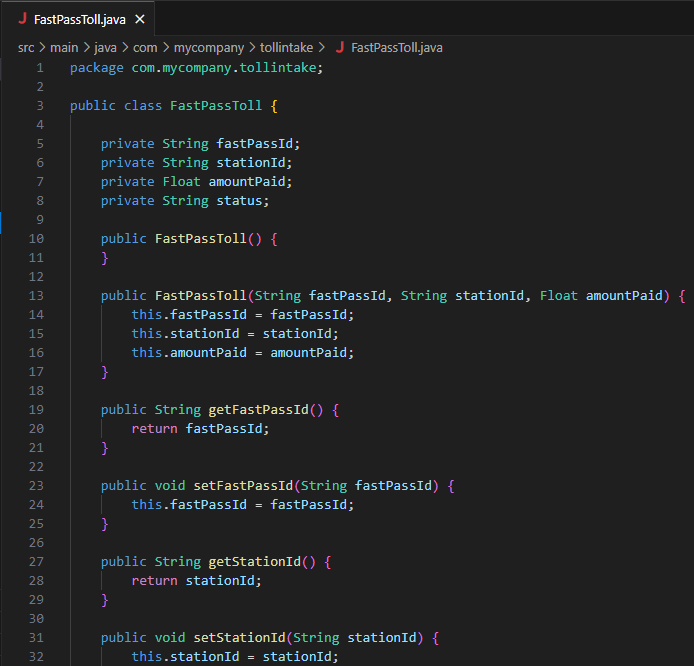 FastPassToll.java
src > main > java > com > mycompany > tollintake > FastPassToll.java
1 package com.mycompany.tollintake;
2
3 public class FastPassToll {
4
5     private String fastPassId;
6     private String stationId;
7     private Float amountPaid;
8     private String status;
9
10     public FastPassToll() {
11     }
12
13     public FastPassToll(String fastPassId, String stationId, Float amountPaid) {
14         this.fastPassId = fastPassId;
15         this.stationId = stationId;
16         this.amountPaid = amountPaid;
17     }
18
19     public String getFastPassId() {
20         return fastPassId;
21     }
22
23     public void setFastPassId(String fastPassId) {
24         this.fastPassId = fastPassId;
25     }
26
27     public String getStationId() {
28         return stationId;
29     }
30
31     public void setStationId(String stationId) {
32         this.stationId = stationId;